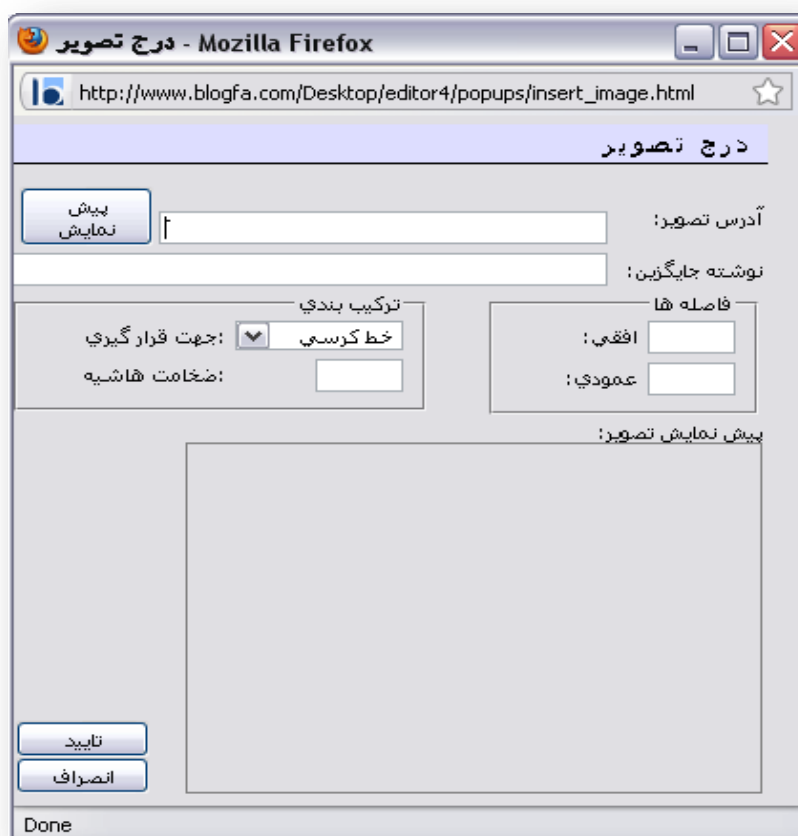 درج تصویر - Mozilla Firefox
http://www.blogfa.com/Desktop/editor4/popups/insert_image.html
درج تصویر
آدرس تصویر:
پیش نمایش
نوشته جایگزین:
فاصله ها
افقي:
عمودي:
ترکیب بندي
جهت قرار گیري:
خط کرسي
ضخامت هاشیه:
پیش نمایش تصویر:
تایید
انصراف
Done